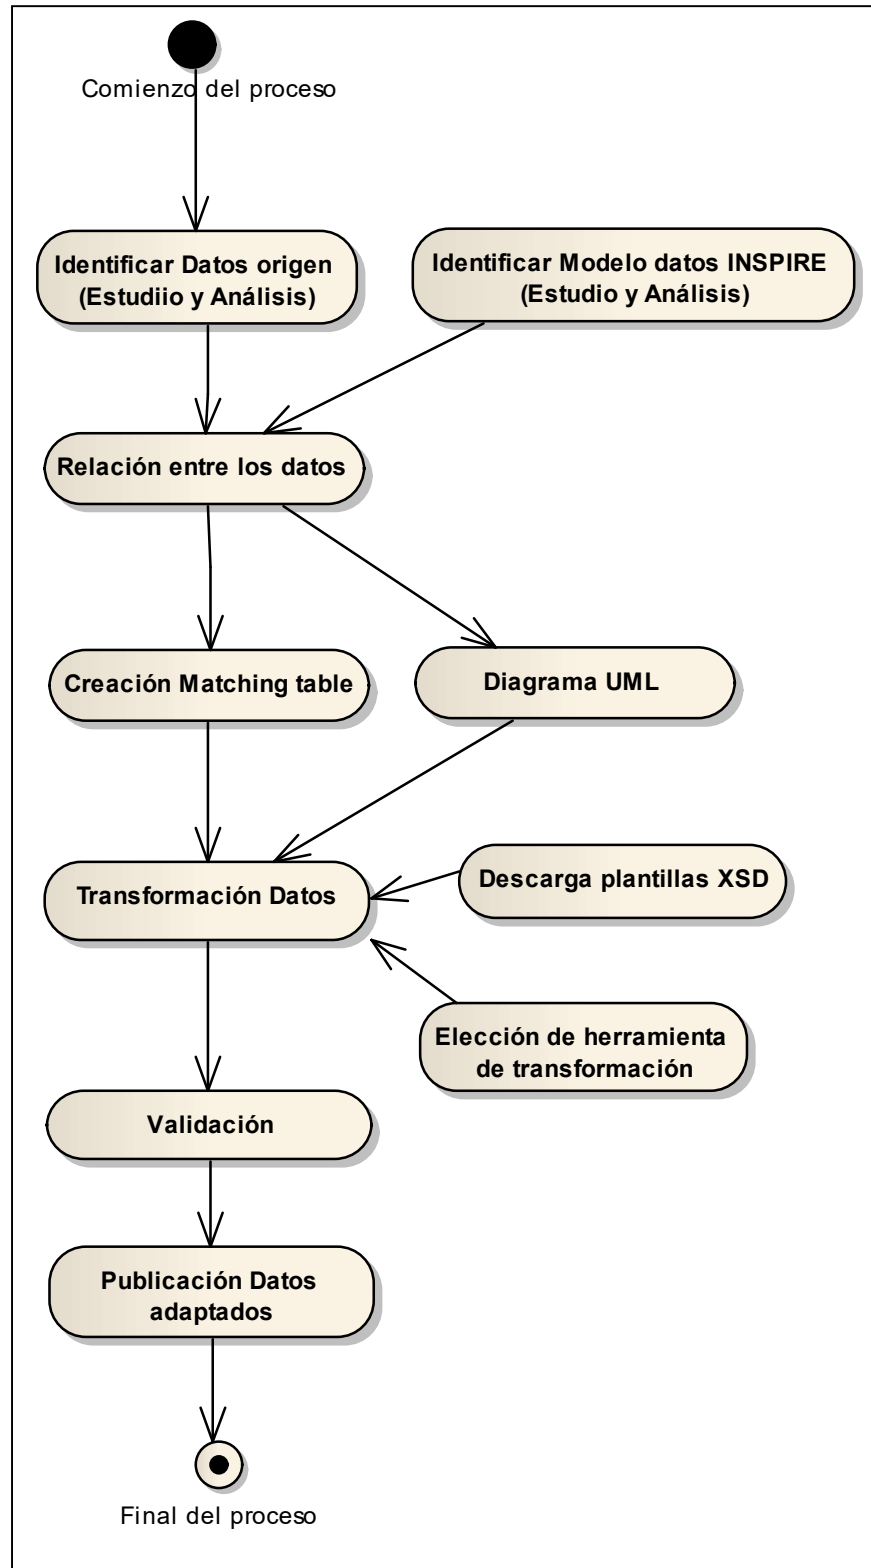 Comienzo del proceso
Identificar Datos origen
(Estudiio y Análisis)
Identificar Modelo datos INSPIRE
(Estudio y Análisis)
Relación entre los datos
Creación Matching table
Diagrama UML
Transformación Datos
Descarga plantillas XSD
Elección de herramienta
de transformación
Validación
Publicación Datos
adaptados
Final del proceso